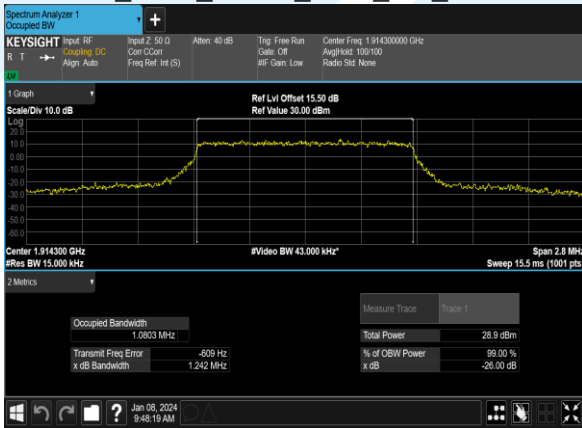 Spectrum Analyzer 1
Occupied BW
+
KEYSIGHT Input: RF Input Z: 50 Ω Atten: 40 dB Trig: Free Run Center Freq: 1.914300000 GHz
R T Coupling: DC Corr CCorr Gate: Off Avg|Hold: 100/100
Align: Auto Freq Ref: Int (S) #IF Gain: Low Radio Std: None
1 Graph
Ref Lvl Offset 15.50 dB
Scale/Div 10.0 dB Ref Value 30.00 dBm
Log
20.0
10.0
0.00
-10.0
-20.0
-30.0
-40.0
-50.0
-60.0
Center 1.914300 GHz #Video BW 43.000 kHz* Span 2.8 MHz
#Res BW 15.000 kHz Sweep 15.5 ms (1001 pts
2 Metrics
Measure Trace Trace 1
Occupied Bandwidth
1.0803 MHz Total Power 28.9 dBm
Transmit Freq Error -609 Hz % of OBW Power 99.00 %
x dB Bandwidth 1.242 MHz x dB -26.00 dB
? Jan 08, 2024
9:48:19 AM